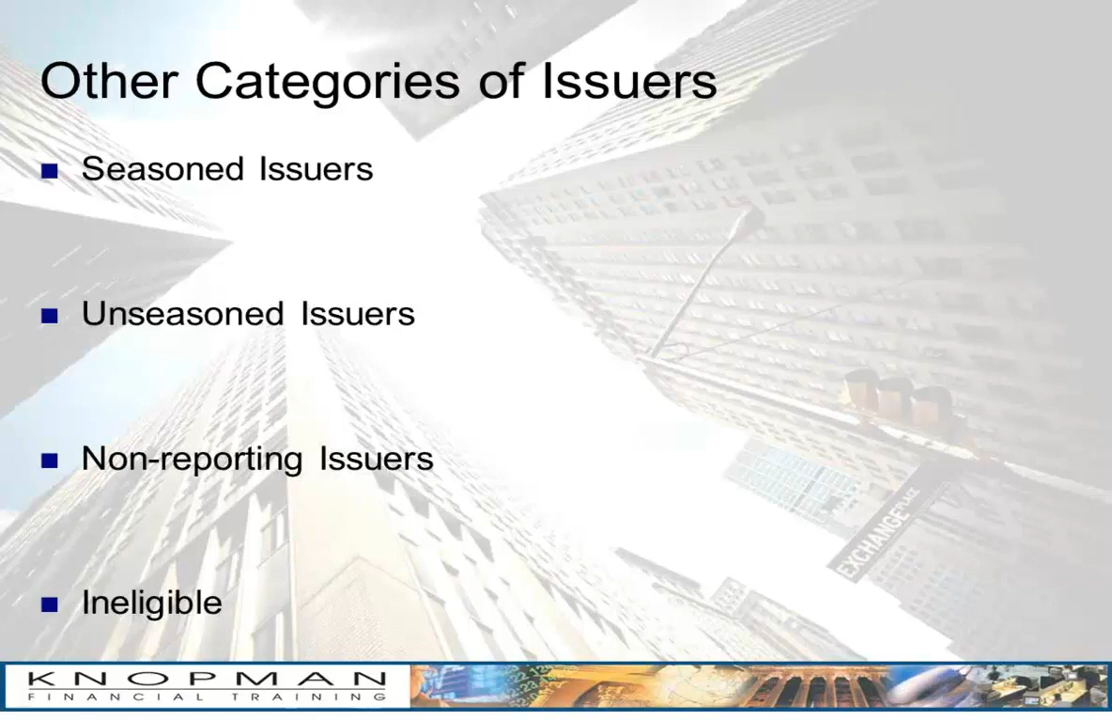 Other Categories of Issuers
Seasoned Issuers
Unseasoned Issuers
Non-reporting Issuers
Ineligible
EXCHANGE PLACE
KNOPMAN
FINANCIAL TRAINING